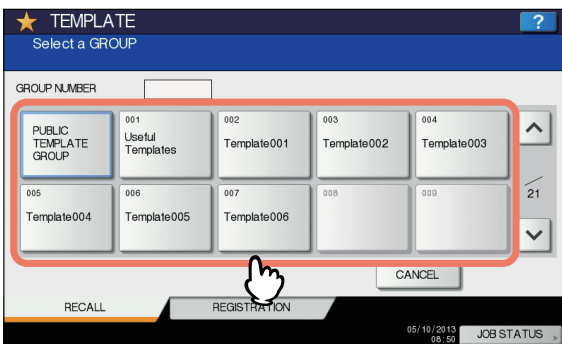 TEMPLATE
?
Select a GROUP
GROUP NUMBER
PUBLIC
TEMPLATE
GROUP
001
Useful
Templates
002
Template001
003
Template002
004
Template003
005
Template004
006
Template005
007
Template006
008
009
/
21
CANCEL
RECALL
REGISTRATION
05/10/2013
08:50
JOB STATUS